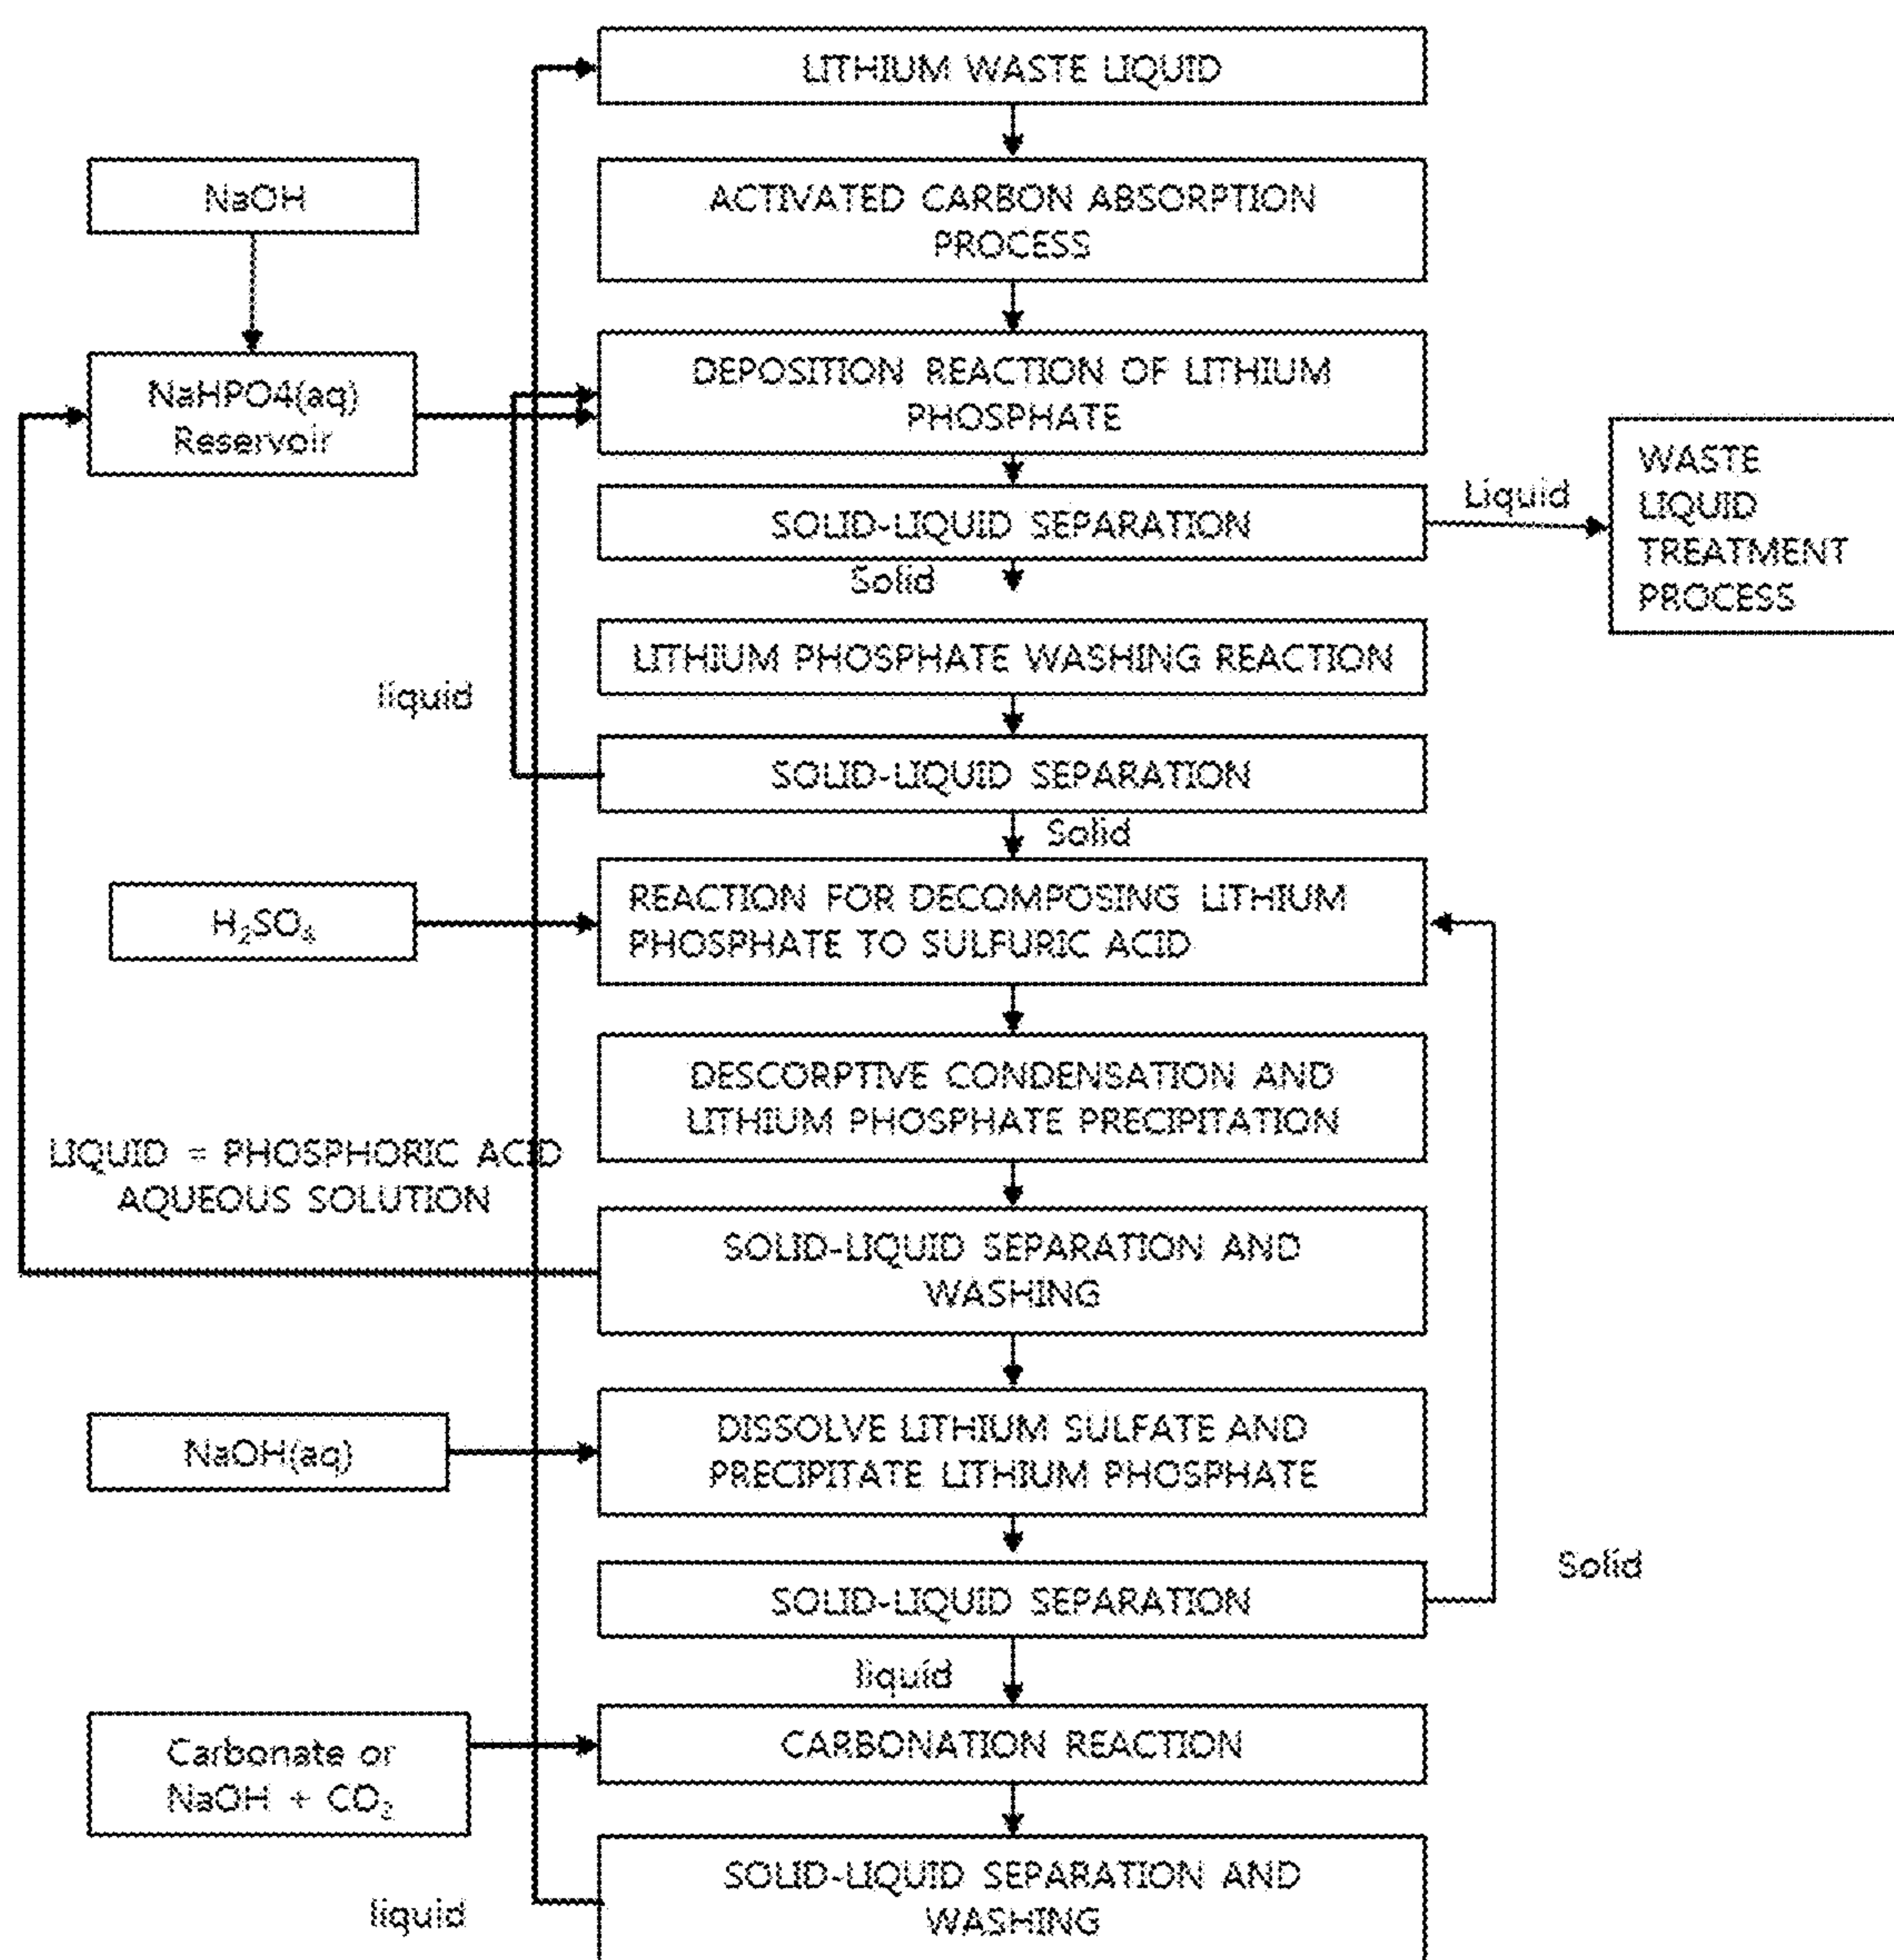 LITHIUM WASTE LIQUID
NaOH
ACTIVATED CARBON ABSORPTION
PROCESS
NaHPO4(aq)
Reservoir
DEPOSITION REACTION OF LITHIUM
PHOSPHATE
SOLID-LIQUID SEPARATION
Liquid
WASTE
LIQUID
TREATMENT
PROCESS
Solid
LITHIUM PHOSPHATE WASHING REACTION
liquid
SOLID-LIQUID SEPARATION
Solid
H₂SO₄
REACTION FOR DECOMPOSING LITHIUM
PHOSPHATE TO SULFURIC ACID
DESCORPTIVE CONDENSATION AND
LITHIUM PHOSPHATE PRECIPITATION
LIQUID = PHOSPHORIC ACID
AQUEOUS SOLUTION
SOLID-LIQUID SEPARATION AND
WASHING
NaOH(aq)
DISSOLVE LITHIUM SULFATE AND
PRECIPITATE LITHIUM PHOSPHATE
SOLID-LIQUID SEPARATION
Solid
liquid
Carbonate or
NaOH + CO₂
CARBONATION REACTION
SOLID-LIQUID SEPARATION AND
WASHING
liquid